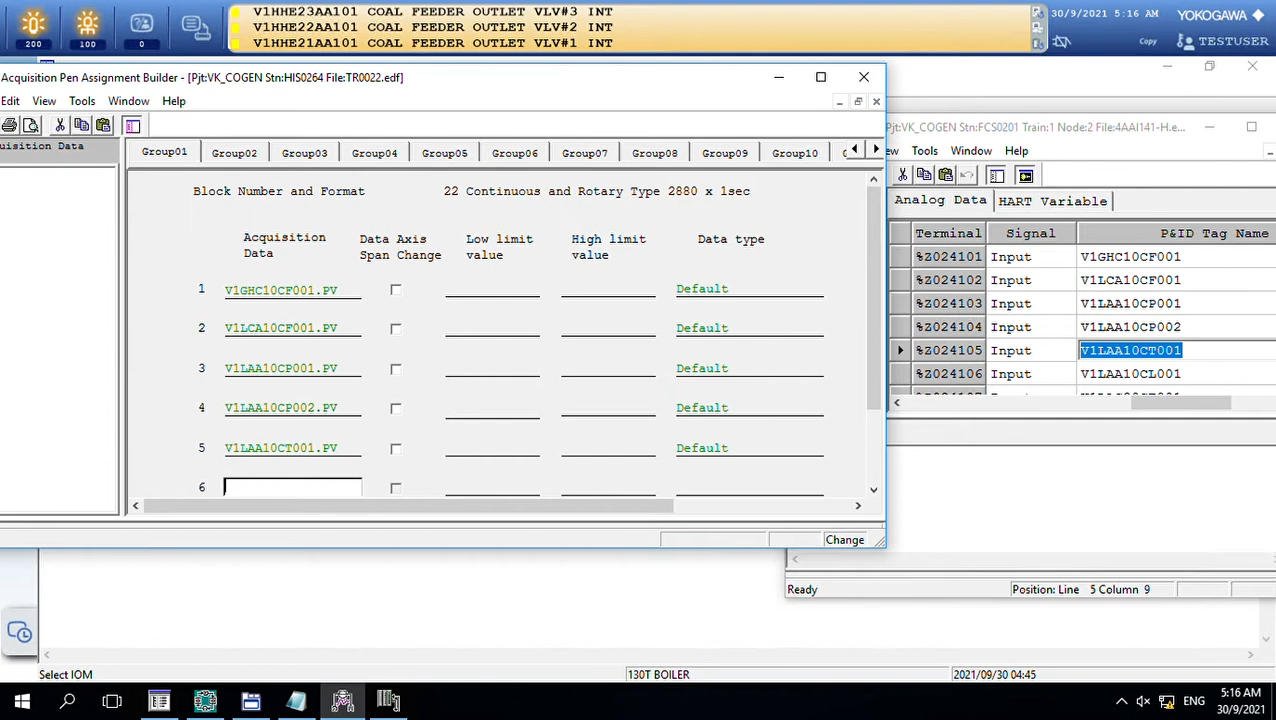 V1HHE23AA101 COAL FEEDER OUTLET VLV#3 INT
V1HHE22AA101 COAL FEEDER OUTLET VLV#2 INT
V1HHE21AA101 COAL FEEDER OUTLET VLV#1 INT
200
100
0
30/9/2021 5:16 AM
YOKOGAWA
Copy
TESTUSER
Acquisition Pen Assignment Builder - [Pjt:VK_COGEN Stn:HIS0264 File:TR0022.edf]
Edit View Tools Window Help
uisition Data
Group01 Group02 Group03 Group04 Group05 Group06 Group07 Group08 Group09 Group10
Block Number and Format 22 Continuous and Rotary Type 2880 x 1sec
Acquisition Data
Data Axis Span Change
Low limit value
High limit value
Data type
1 V1GHC10CF001.PV Default
2 V1LCA10CF001.PV Default
3 V1LAA10CP001.PV Default
4 V1LAA10CP002.PV Default
5 V1LAA10CT001.PV Default
6
Change
Pjt:VK_COGEN Stn:FCS0201 Train:1 Node:2 File:4AAI141-H.e...
ew Tools Window Help
Analog Data HART Variable
Terminal Signal P&ID Tag Name
%Z024101 Input V1GHC10CF001
%Z024102 Input V1LCA10CF001
%Z024103 Input V1LAA10CP001
%Z024104 Input V1LAA10CP002
%Z024105 Input V1LAA10CT001
%Z024106 Input V1LAA10CL001
Ready Position: Line 5 Column 9
Select IOM 130T BOILER 2021/09/30 04:45
ENG
5:16 AM
30/9/2021